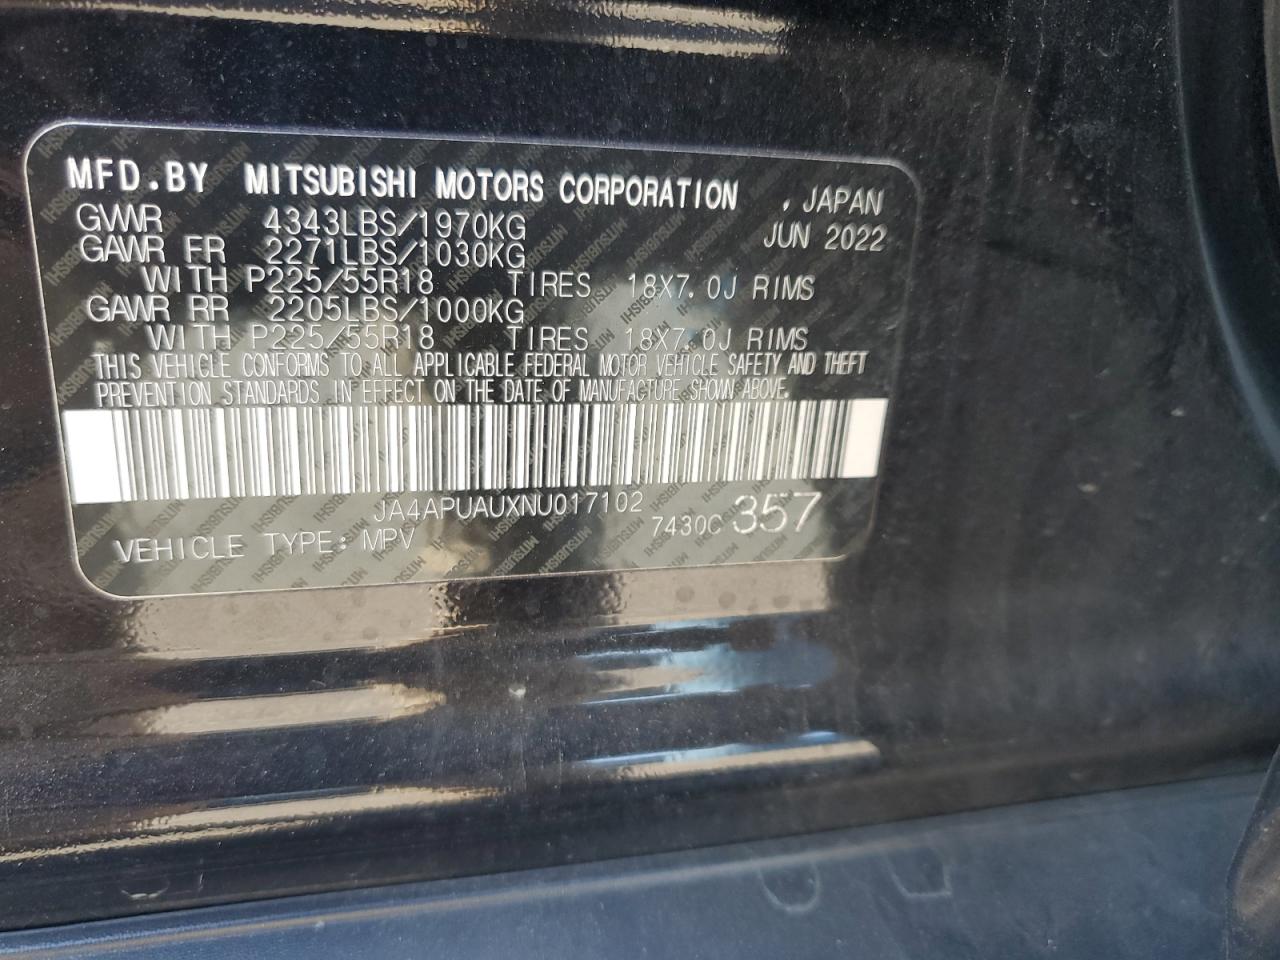 MFD.BY MITSUBISHI MOTORS CORPORATION , JAPAN
GVWR 4343LBS/1970KG JUN 2022
GAWR FR 2271LBS/1030KG
WITH P225/55R18 TIRES 18X7.0J RIMS
GAWR RR 2205LBS/1000KG
WITH P225/55R18 TIRES 18X7.0J RIMS
THIS VEHICLE CONFORMS TO ALL APPLICABLE FEDERAL MOTOR VEHICLE SAFETY AND THEFT
PREVENTION STANDARDS IN EFFECT ON THE DATE OF MANUFACTURE SHOWN ABOVE.
JA4APUAUXNU017102
VEHICLE TYPE: MPV 7430C 357